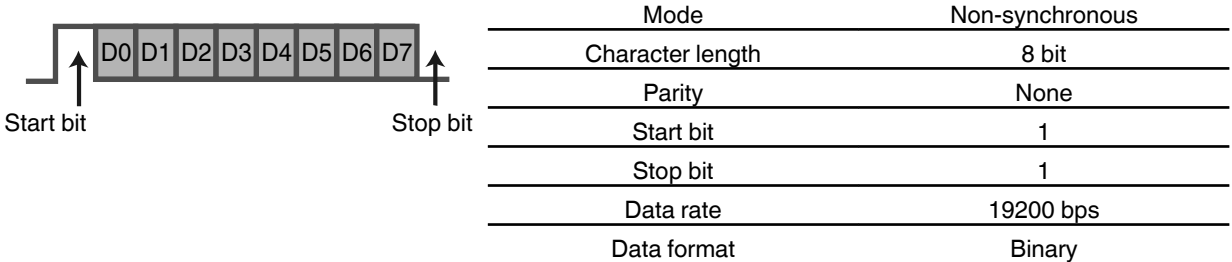 D0 D1 D2 D3 D4 D5 D6 D7
Start bit
Stop bit
Mode Non-synchronous
Character length 8 bit
Parity None
Start bit 1
Stop bit 1
Data rate 19200 bps
Data format Binary